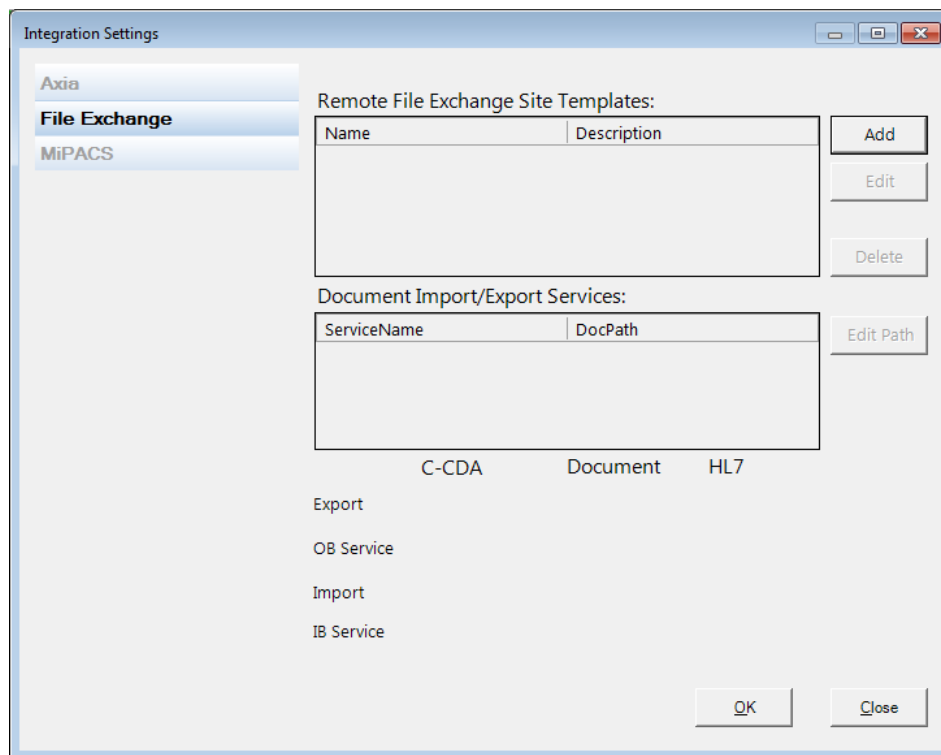 Integration Settings
Axia
File Exchange
MiPACS
Remote File Exchange Site Templates:
Name Description
Add
Edit
Delete
Document Import/Export Services:
ServiceName DocPath
Edit Path
C-CDA Document HL7
Export
OB Service
Import
IB Service
OK Close